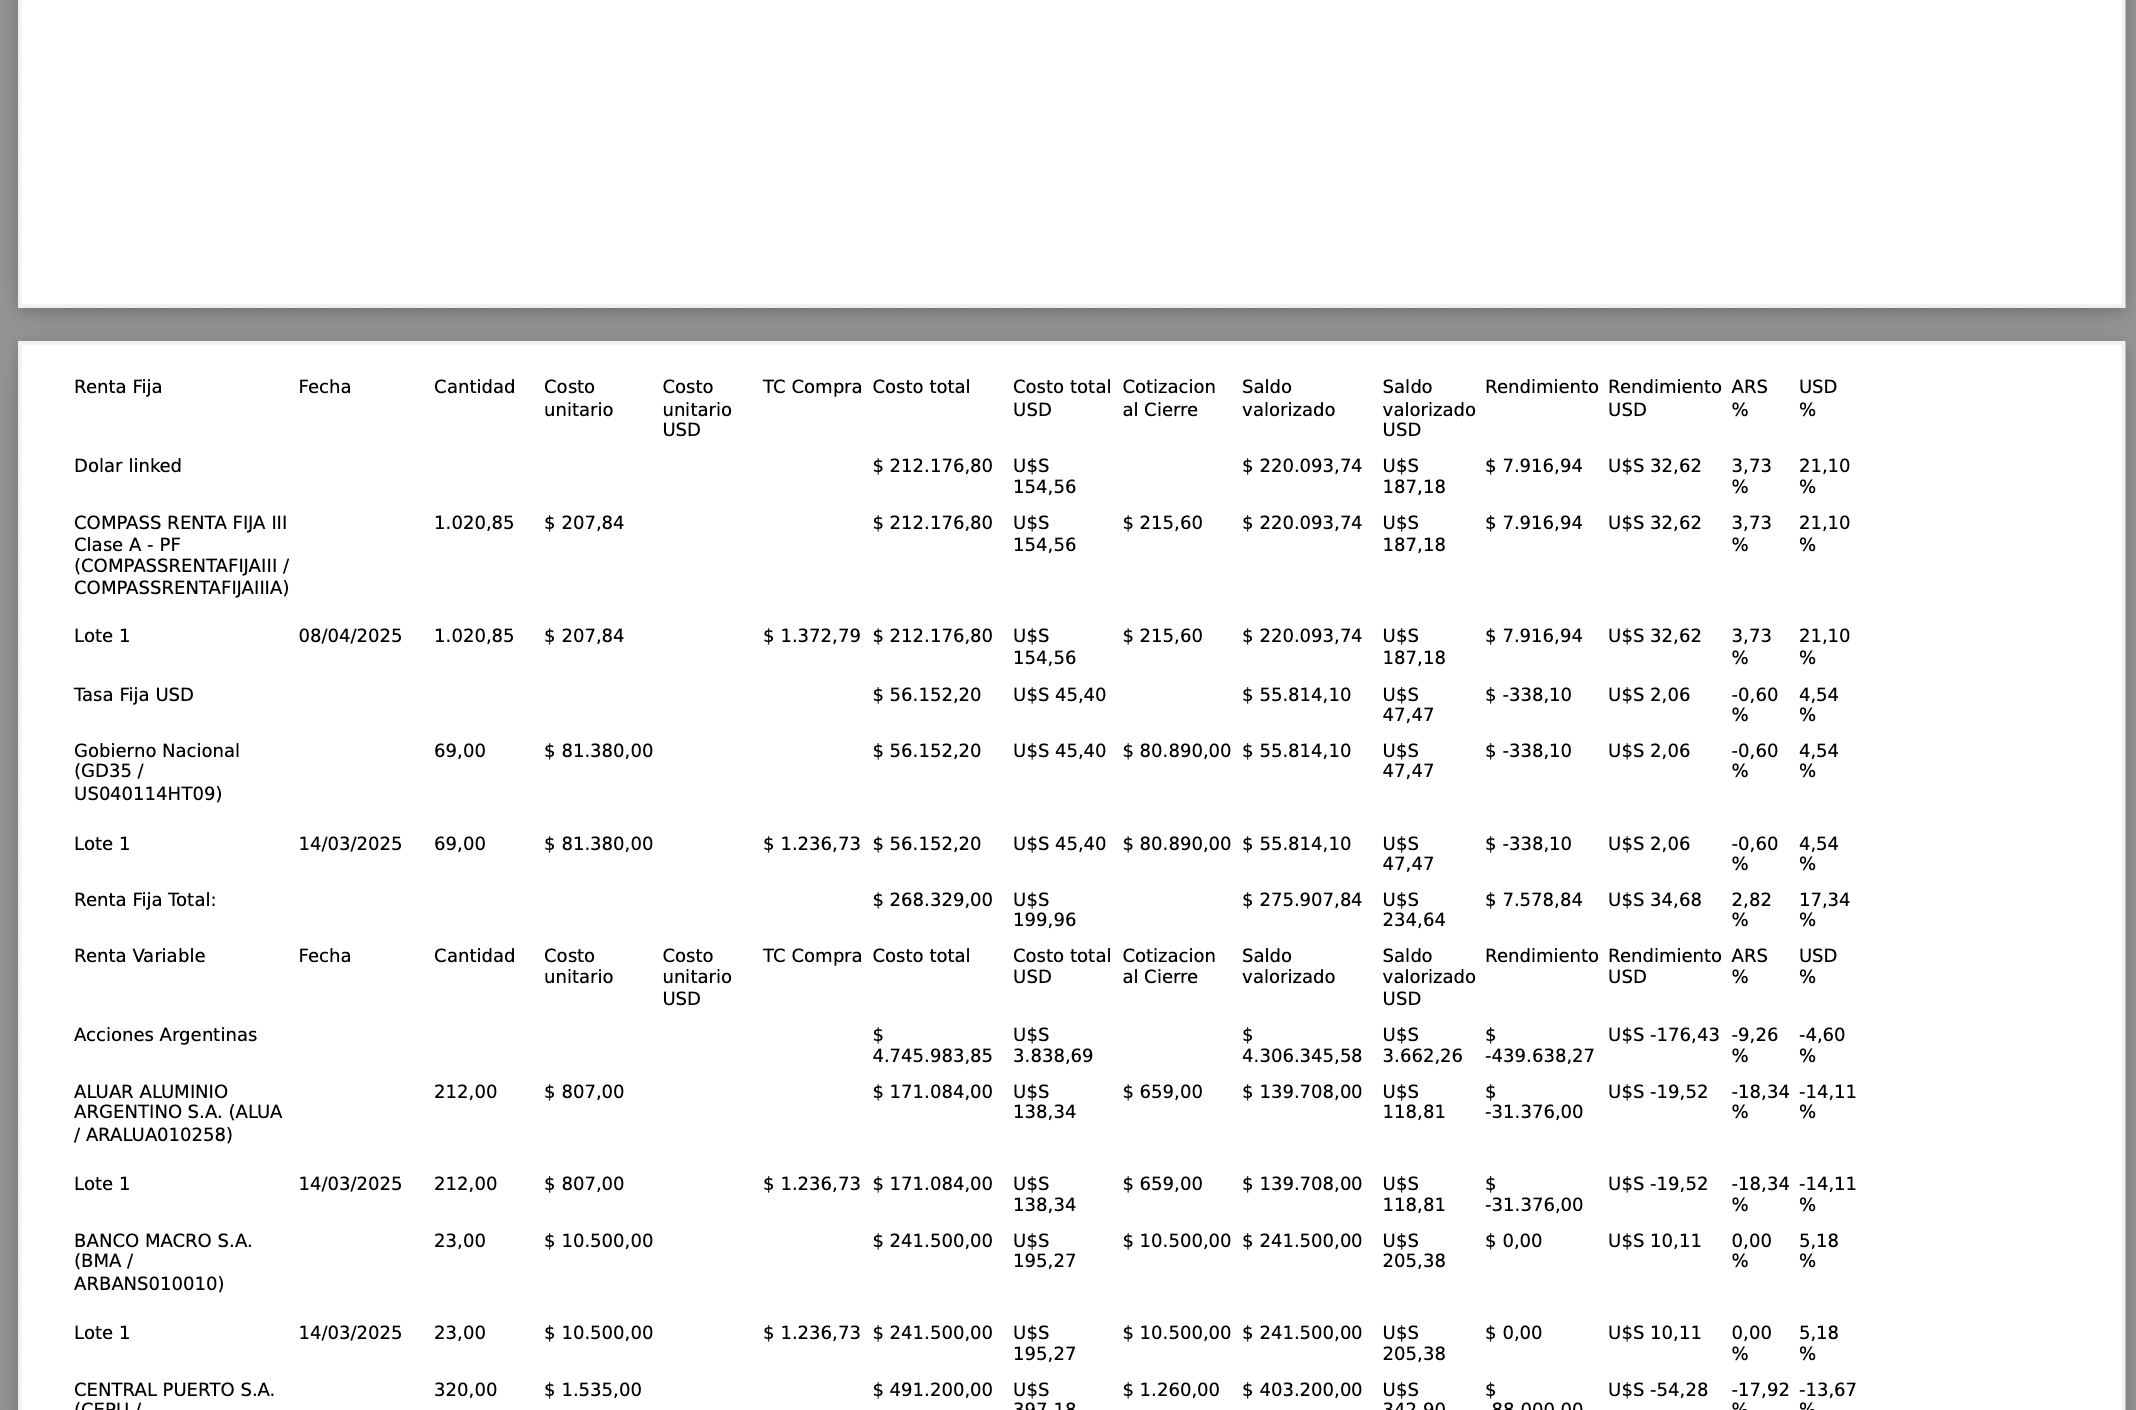 Renta Fija Fecha Cantidad Costo Costo TC Compra Costo total Costo total Cotizacion Saldo Saldo Rendimiento Rendimiento ARS USD
unitario unitario USD al Cierre valorizado valorizado USD % %
USD USD
Dolar linked $ 212.176,80 U$S $ 220.093,74 U$S $ 7.916,94 U$S 32,62 3,73 21,10
154,56 187,18 % %
COMPASS RENTA FIJA III 1.020,85 $ 207,84 $ 212.176,80 U$S $ 215,60 $ 220.093,74 U$S $ 7.916,94 U$S 32,62 3,73 21,10
Clase A - PF 154,56 187,18 % %
(COMPASSRENTAFIJAIII /
COMPASSRENTAFIJAIIIA)
Lote 1 08/04/2025 1.020,85 $ 207,84 $ 1.372,79 $ 212.176,80 U$S $ 215,60 $ 220.093,74 U$S $ 7.916,94 U$S 32,62 3,73 21,10
154,56 187,18 % %
Tasa Fija USD $ 56.152,20 U$S 45,40 $ 55.814,10 U$S $ -338,10 U$S 2,06 -0,60 4,54
47,47 % %
Gobierno Nacional 69,00 $ 81.380,00 $ 56.152,20 U$S 45,40 $ 80.890,00 $ 55.814,10 U$S $ -338,10 U$S 2,06 -0,60 4,54
(GD35 / 47,47 % %
US040114HT09)
Lote 1 14/03/2025 69,00 $ 81.380,00 $ 1.236,73 $ 56.152,20 U$S 45,40 $ 80.890,00 $ 55.814,10 U$S $ -338,10 U$S 2,06 -0,60 4,54
47,47 % %
Renta Fija Total: $ 268.329,00 U$S $ 275.907,84 U$S $ 7.578,84 U$S 34,68 2,82 17,34
199,96 234,64 % %
Renta Variable Fecha Cantidad Costo Costo TC Compra Costo total Costo total Cotizacion Saldo Saldo Rendimiento Rendimiento ARS USD
unitario unitario USD al Cierre valorizado valorizado USD % %
USD USD
Acciones Argentinas $ U$S $ U$S $ U$S -176,43 -9,26 -4,60
4.745.983,85 3.838,69 4.306.345,58 3.662,26 -439.638,27 % %
ALUAR ALUMINIO 212,00 $ 807,00 $ 171.084,00 U$S $ 659,00 $ 139.708,00 U$S $ U$S -19,52 -18,34 -14,11
ARGENTINO S.A. (ALUA 138,34 118,81 -31.376,00 % %
/ ARALUA010258)
Lote 1 14/03/2025 212,00 $ 807,00 $ 1.236,73 $ 171.084,00 U$S $ 659,00 $ 139.708,00 U$S $ U$S -19,52 -18,34 -14,11
138,34 118,81 -31.376,00 % %
BANCO MACRO S.A. 23,00 $ 10.500,00 $ 241.500,00 U$S $ 10.500,00 $ 241.500,00 U$S $ 0,00 U$S 10,11 0,00 5,18
(BMA / 195,27 205,38 % %
ARBANS010010)
Lote 1 14/03/2025 23,00 $ 10.500,00 $ 1.236,73 $ 241.500,00 U$S $ 10.500,00 $ 241.500,00 U$S $ 0,00 U$S 10,11 0,00 5,18
195,27 205,38 % %
CENTRAL PUERTO S.A. 320,00 $ 1.535,00 $ 491.200,00 U$S $ 1.260,00 $ 403.200,00 U$S $ U$S -54,28 -17,92 -13,67
(CEPU / 397,18 342,90 -88.000,00 % %